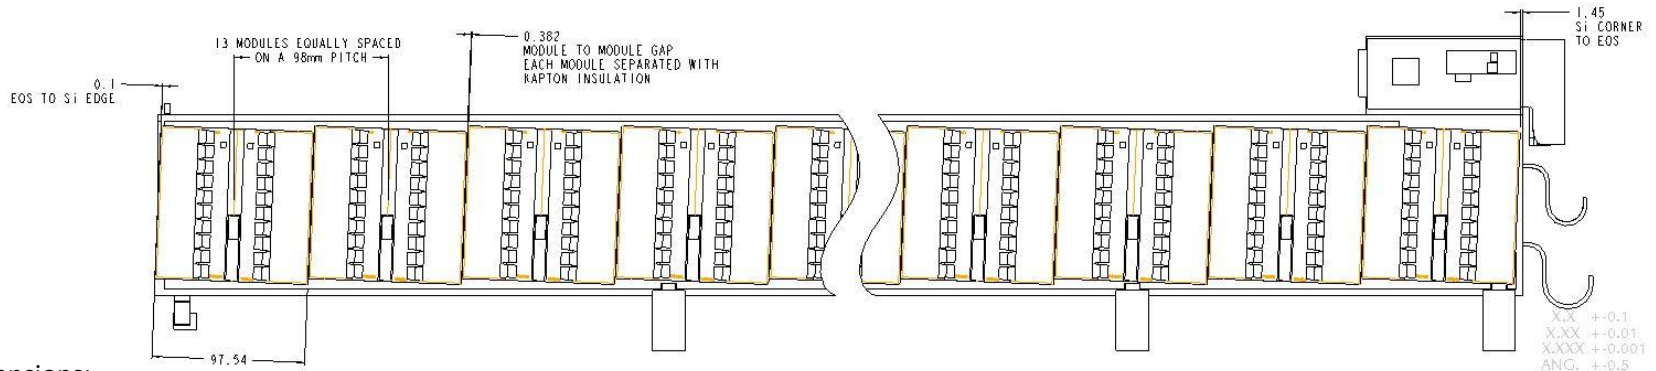 1.45
Si CORNER
TO EOS
13 MODULES EQUALLY SPACED
ON A 98mm PITCH
0.382
MODULE TO MODULE GAP
EACH MODULE SEPARATED WITH
KAPTON INSULATION
0.1
EOS TO Si EDGE
97.54
X.X +-0.1
X.XX +-0.01
X.XXX +-0.001
ANG. +-0.5